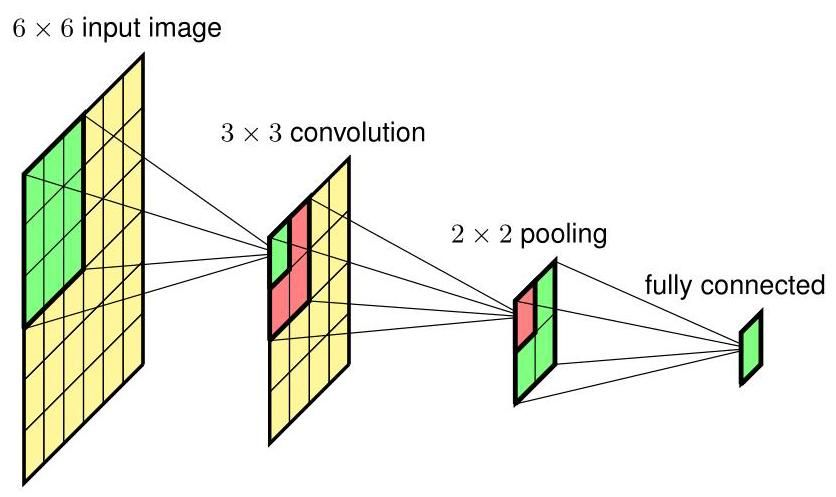 6 × 6 input image
3 × 3 convolution
2 × 2 pooling
fully connected